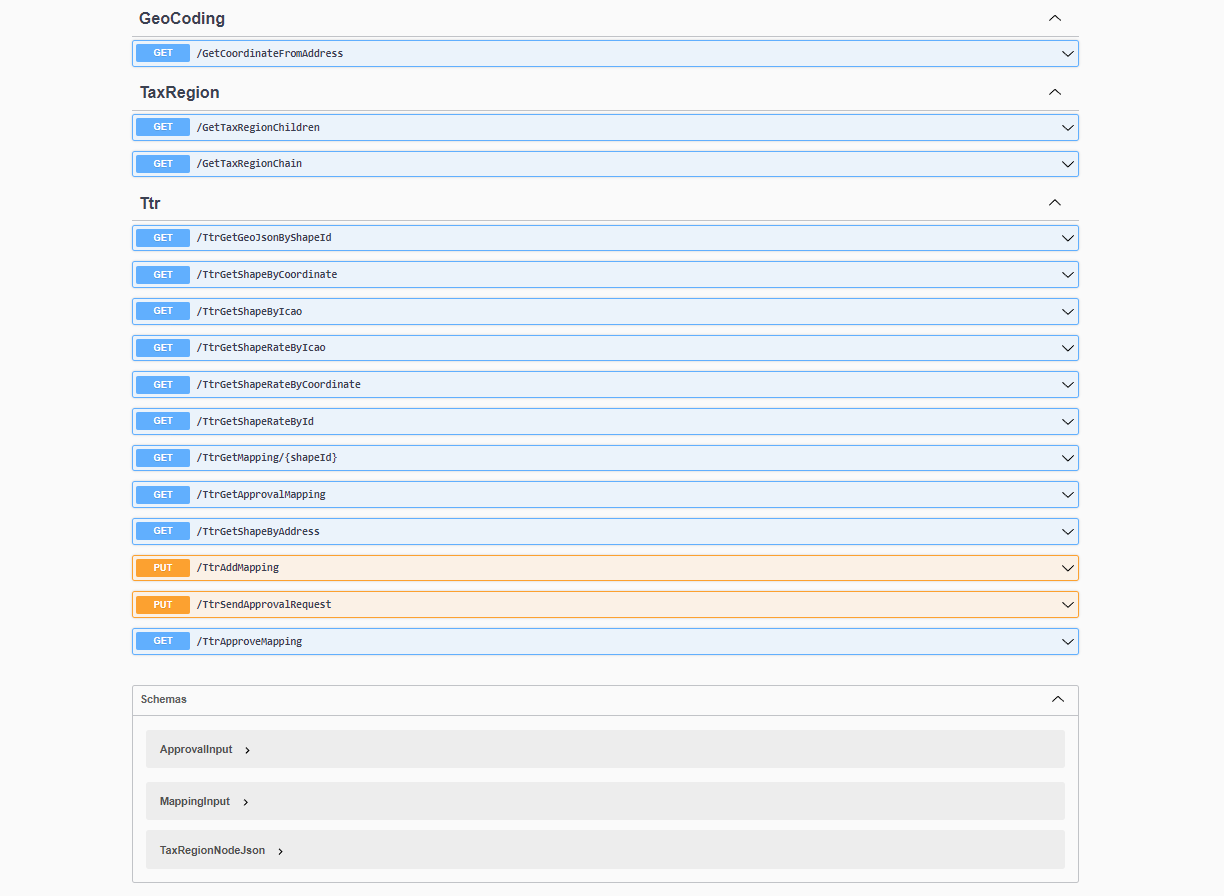 GeoCoding
GET /GetCoordinateFromAddress
TaxRegion
GET /GetTaxRegionChildren
GET /GetTaxRegionChain
Ttr
GET /TtrGetGeoJsonByShapeId
GET /TtrGetShapeByCoordinate
GET /TtrGetShapeByIcao
GET /TtrGetShapeRateByIcao
GET /TtrGetShapeRateByCoordinate
GET /TtrGetShapeRateById
GET /TtrGetMapping/{shapeId}
GET /TtrGetApprovalMapping
GET /TtrGetShapeByAddress
PUT /TtrAddMapping
PUT /TtrSendApprovalRequest
GET /TtrApproveMapping
Schemas
ApprovalInput
MappingInput
TaxRegionNodeJson